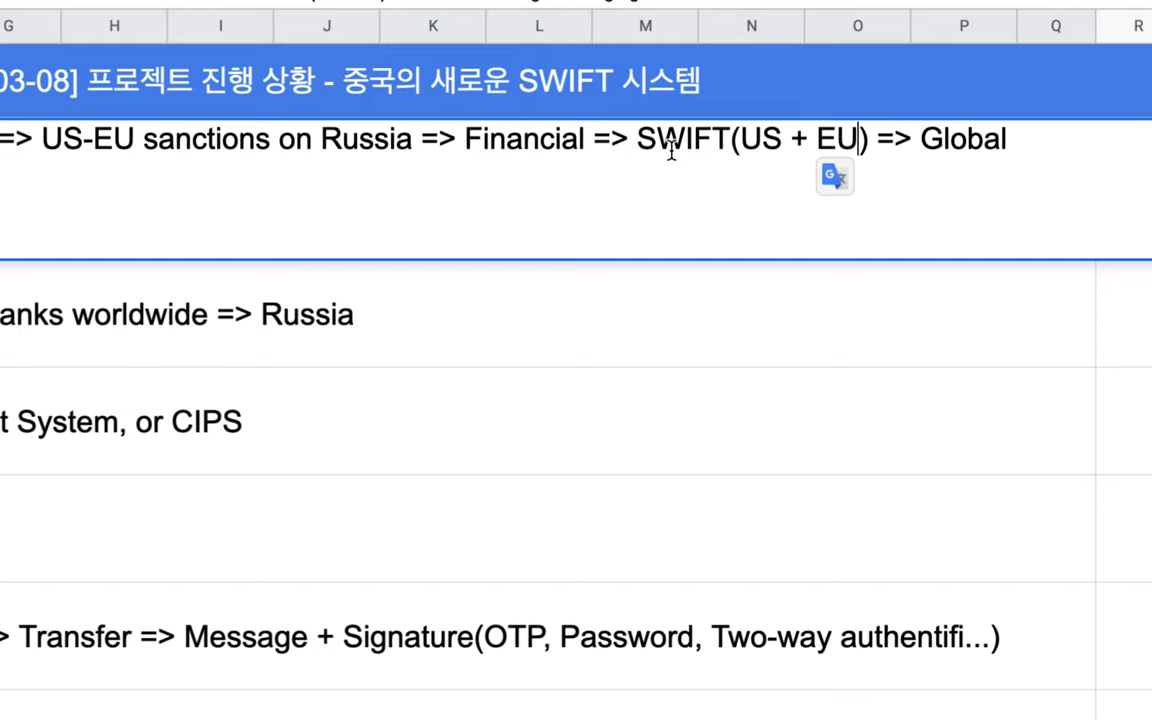 G H I J K L M N O P Q R
03-08] 프로젝트 진행 상황 - 중국의 새로운 SWIFT 시스템
=> US-EU sanctions on Russia => Financial => SWIFT(US + EU) => Global
anks worldwide => Russia
t System, or CIPS
> Transfer => Message + Signature(OTP, Password, Two-way authentifi...)